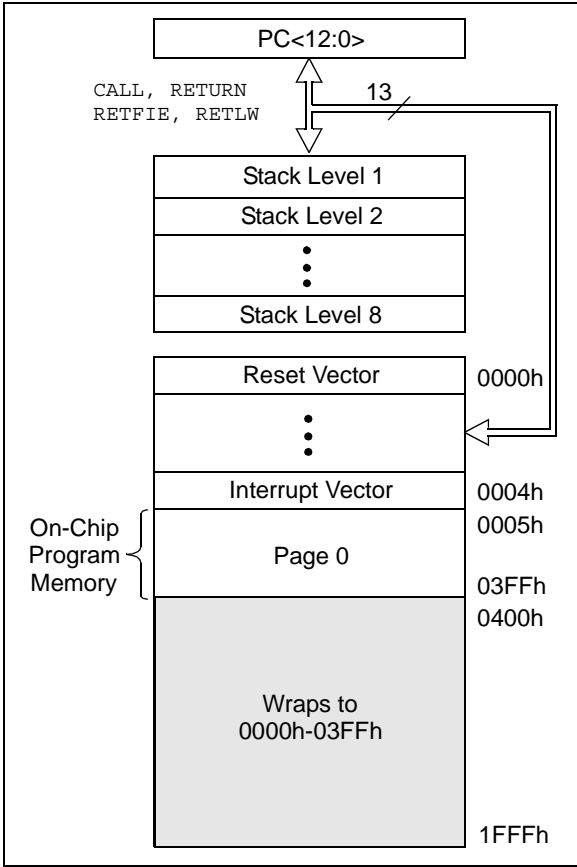 PC<12:0>
CALL, RETURN
RETFIE, RETLW
13
Stack Level 1
Stack Level 2
Stack Level 8
Reset Vector
0000h
Interrupt Vector
0004h
On-Chip
Program
Memory
Page 0
0005h
03FFh
0400h
Wraps to
0000h-03FFh
1FFFh